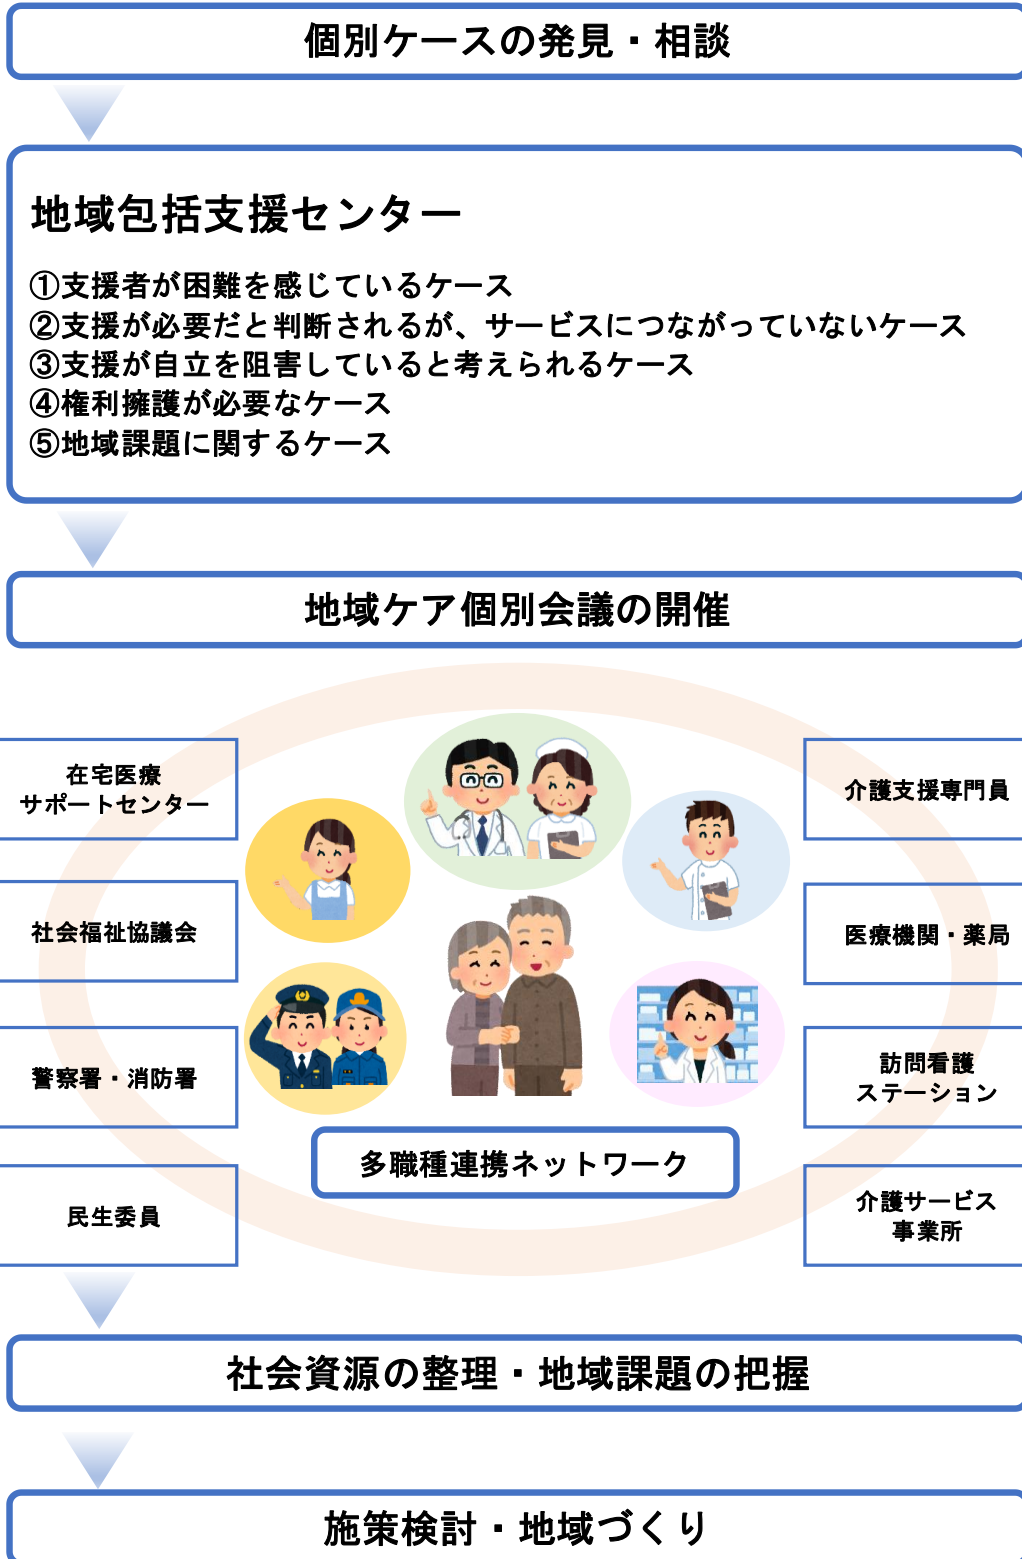 個別ケースの発見・相談
地域包括支援センター
①支援者が困難を感じているケース
②支援が必要だと判断されるが、サービスにつながっていないケース
③支援が自立を阻害していると考えられるケース
④権利擁護が必要なケース
⑤地域課題に関するケース
地域ケア個別会議の開催
在宅医療
サポートセンター
社会福祉協議会
警察署・消防署
民生委員
介護支援専門員
医療機関・薬局
訪問看護
ステーション
介護サービス
事業所
多職種連携ネットワーク
社会資源の整理・地域課題の把握
施策検討・地域づくり